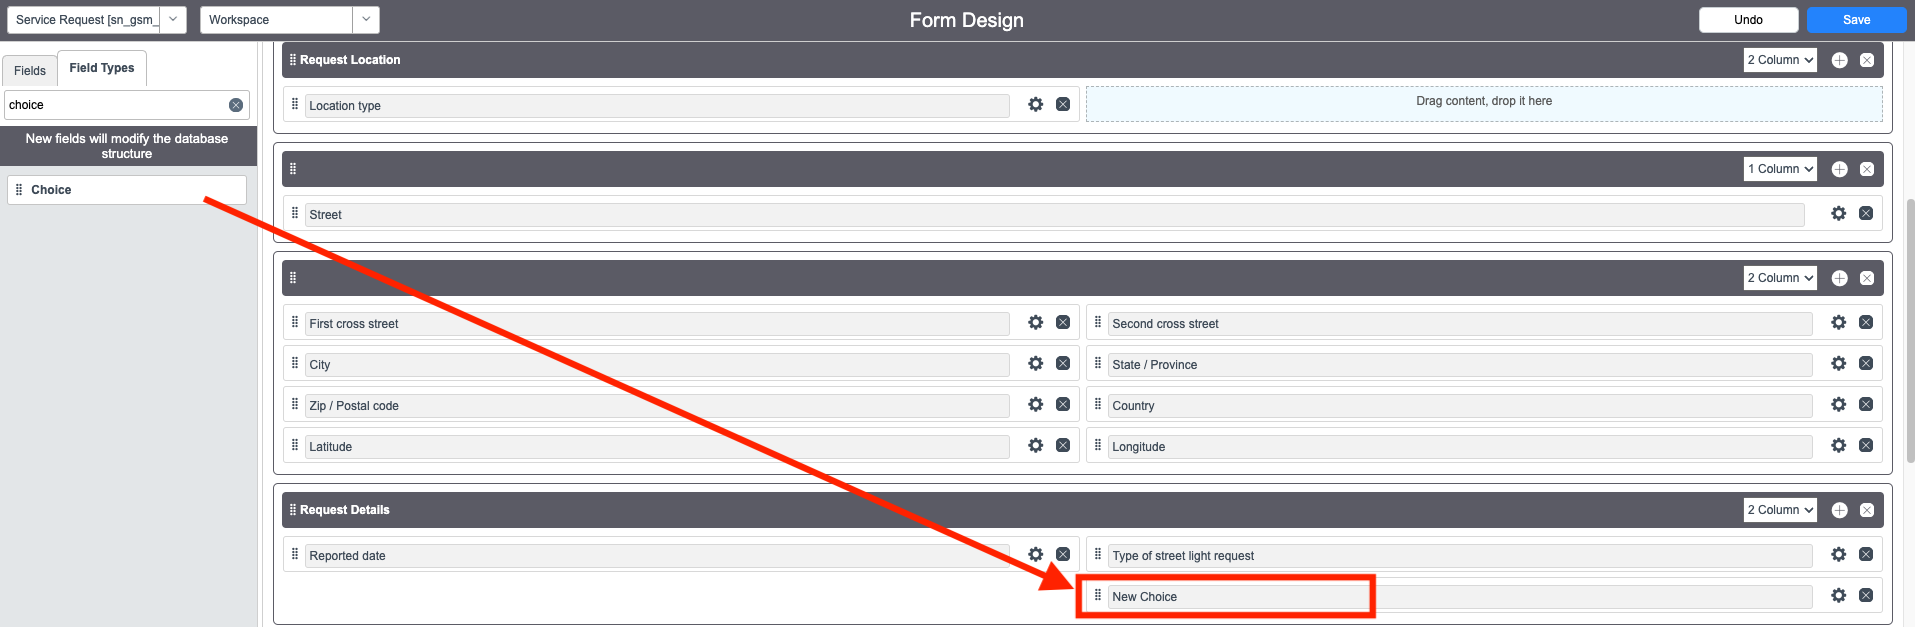 Service Request [sn_gsm_
Workspace
Form Design
Undo
Save
Fields
Field Types
choice
New fields will modify the database
structure
Choice
Request Location
2 Column
Location type
Drag content, drop it here
1 Column
Street
2 Column
First cross street
Second cross street
City
State / Province
Zip / Postal code
Country
Latitude
Longitude
Request Details
2 Column
Reported date
Type of street light request
New Choice